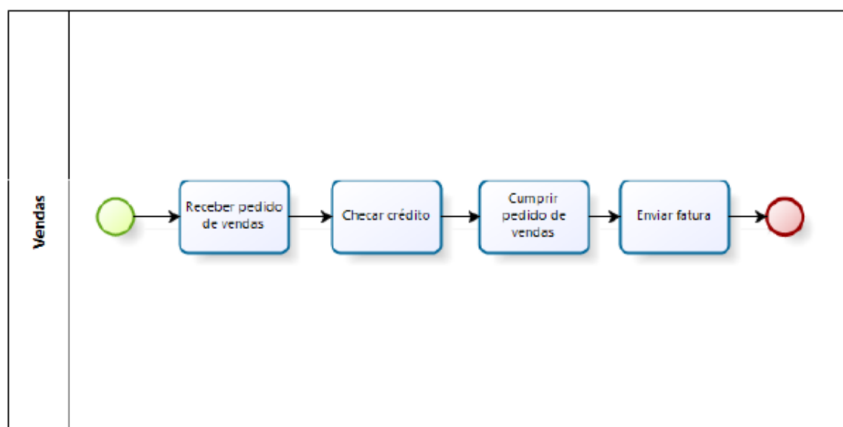 Vendas
Receber pedido
de vendas
Checar crédito
Cumprir
pedido de
vendas
Enviar fatura